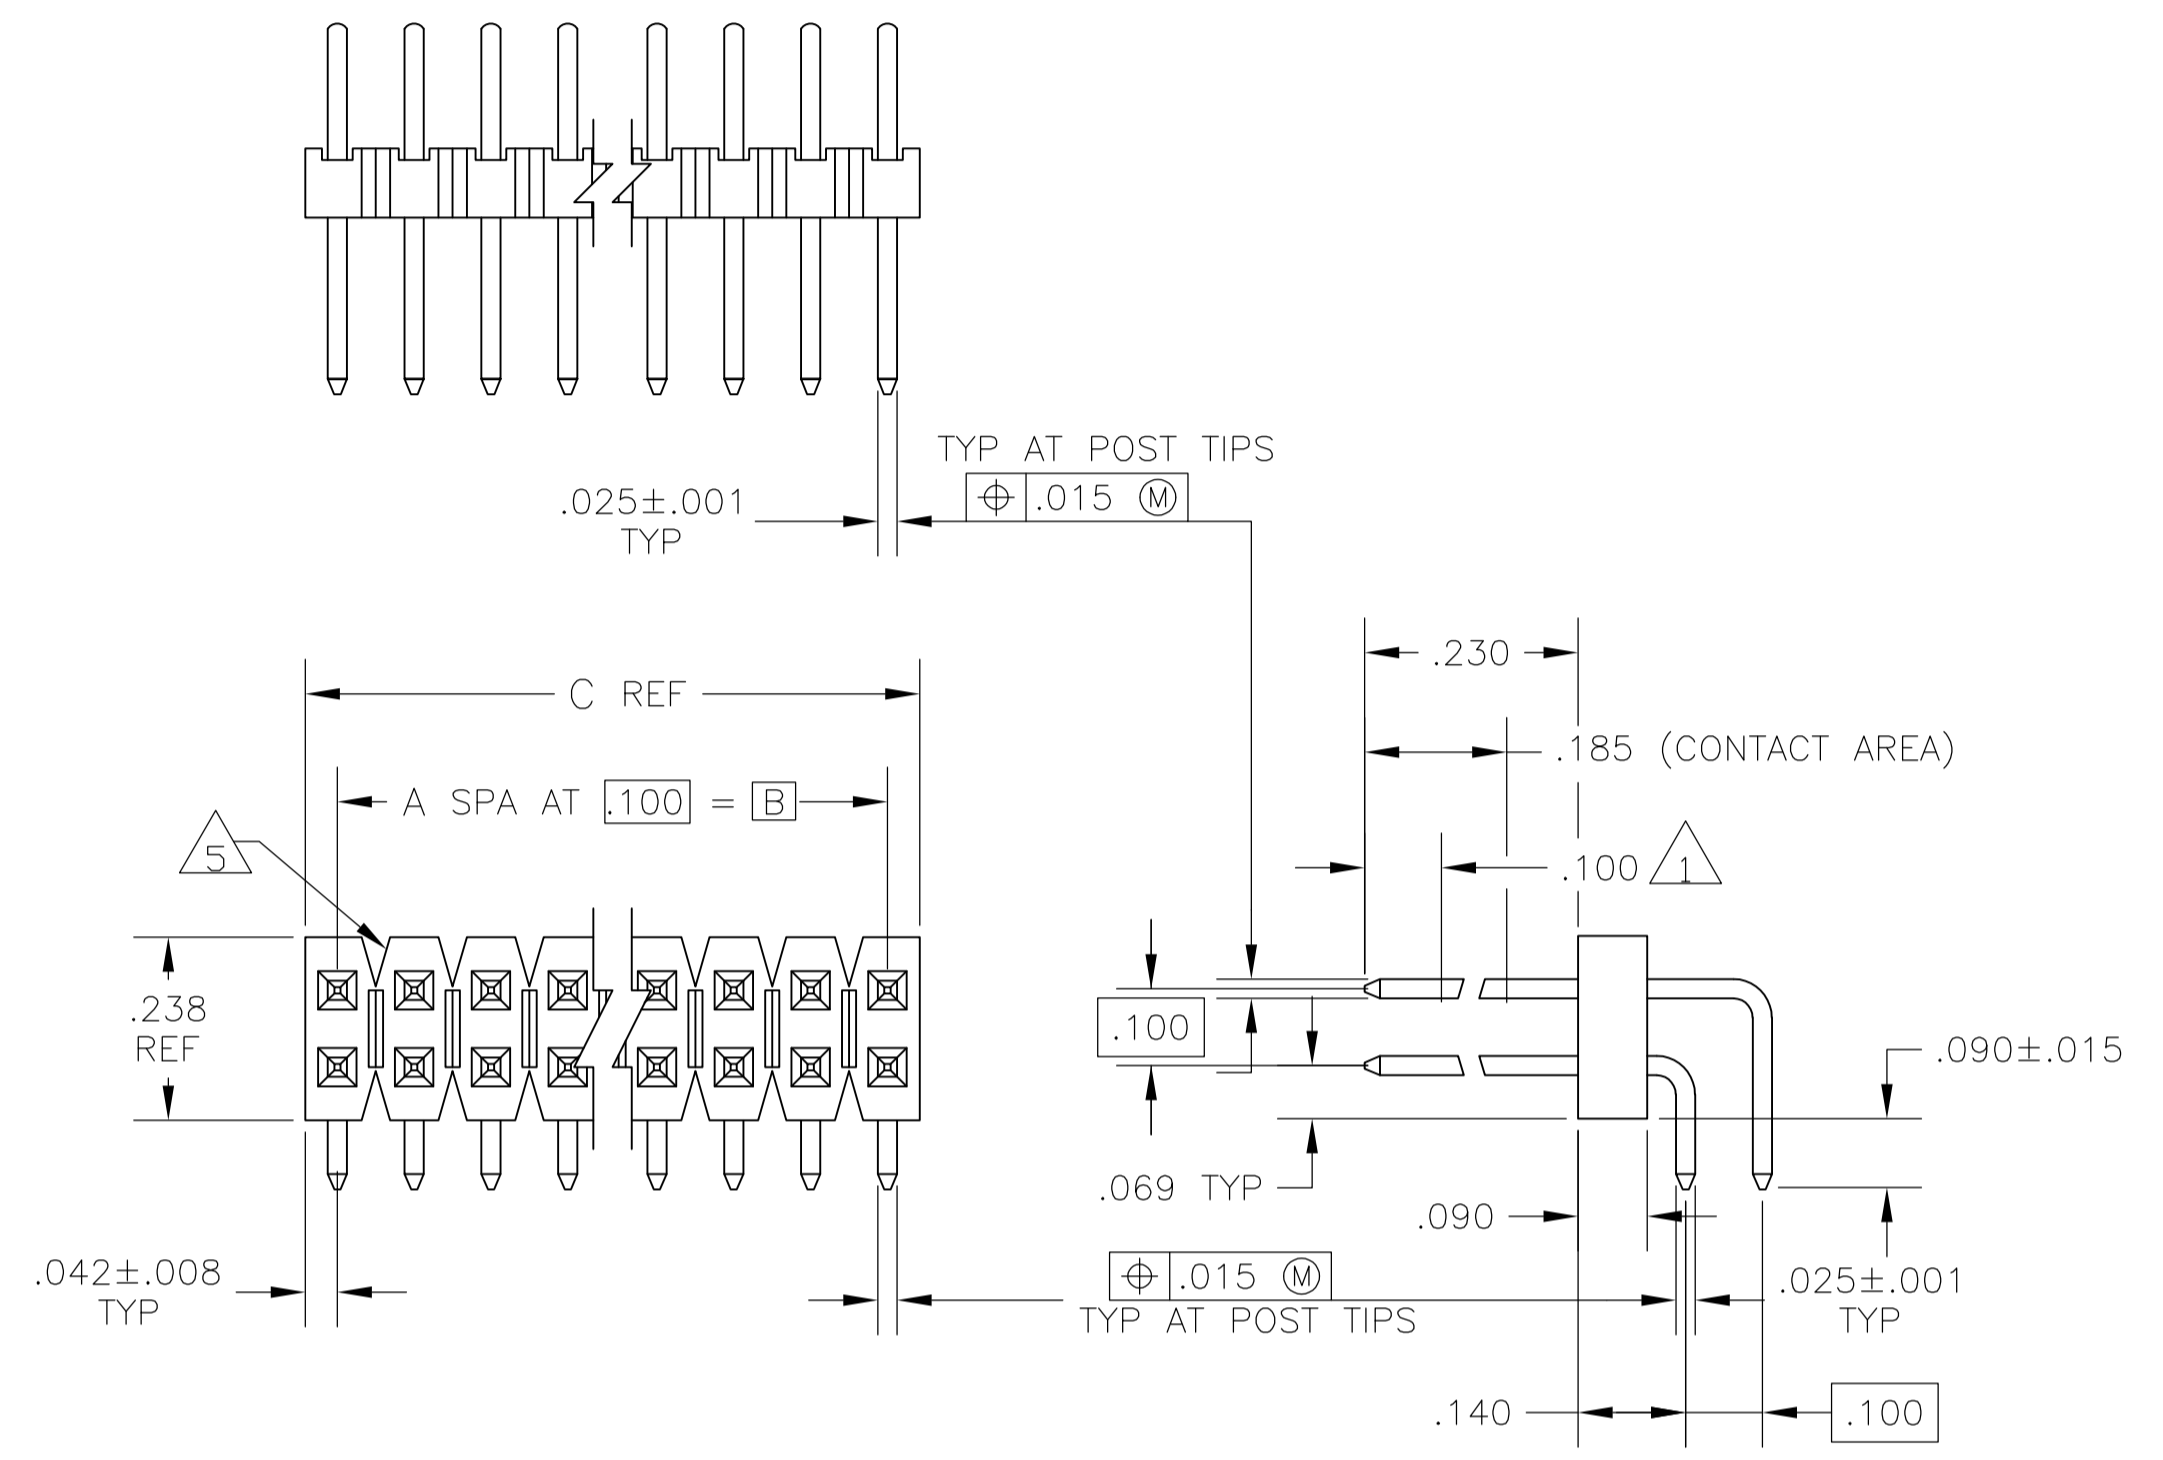 TYP AT POST TIPS
.015 Ⓜ
.025±.001
TYP
.230
C REF
.185 (CONTACT AREA)
A SPA AT .100 = B
5
.100 1
.238
REF
.100
.090±.015
.069 TYP
.090
.042±.008
TYP
.015 Ⓜ
TYP AT POST TIPS
.025±.001
TYP
.140
.100